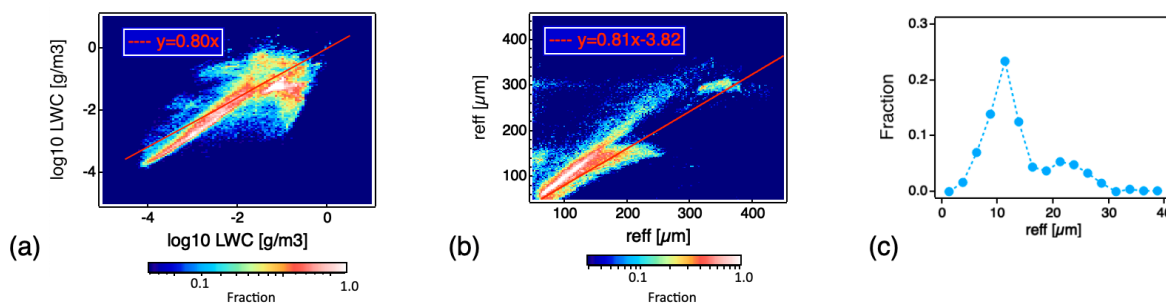 y=0.80x
0
-2
-4
log10 LWC [g/m3]
-4
-2
0
log10 LWC [g/m3]
(a)
0.1
1.0
Fraction
y=0.81x-3.82
400
300
200
100
reff [µm]
100
200
300
400
reff [µm]
(b)
0.1
1.0
Fraction
0.3
0.2
0.1
0.0
Fraction
0
10
20
30
40
reff [µm]
(c)